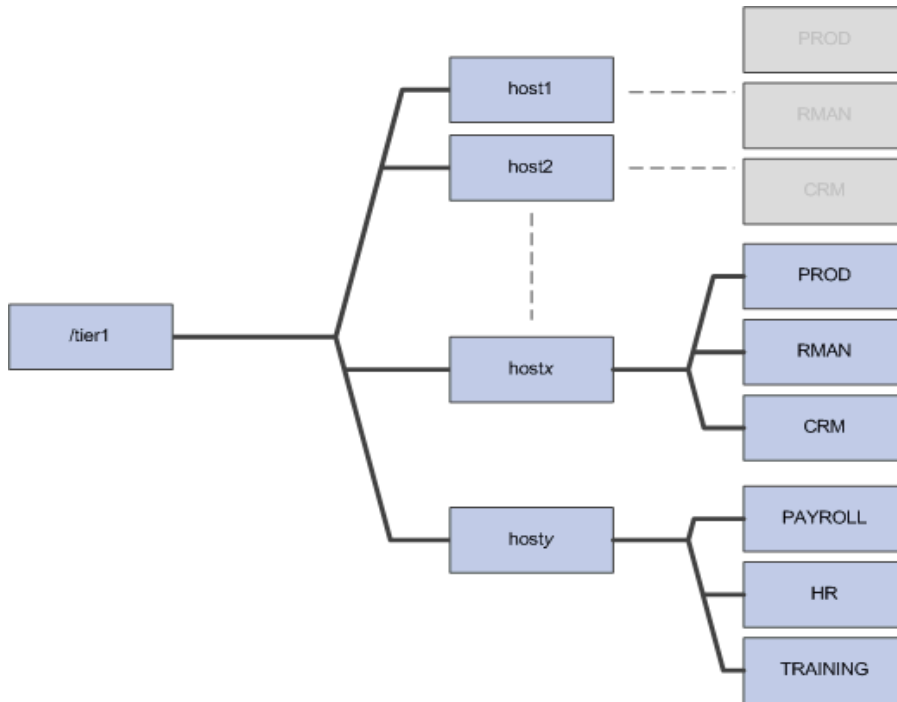 PROD
host1
RMAN
host2
CRM
PROD
/tier1
RMAN
hostx
CRM
PAYROLL
hosty
HR
TRAINING